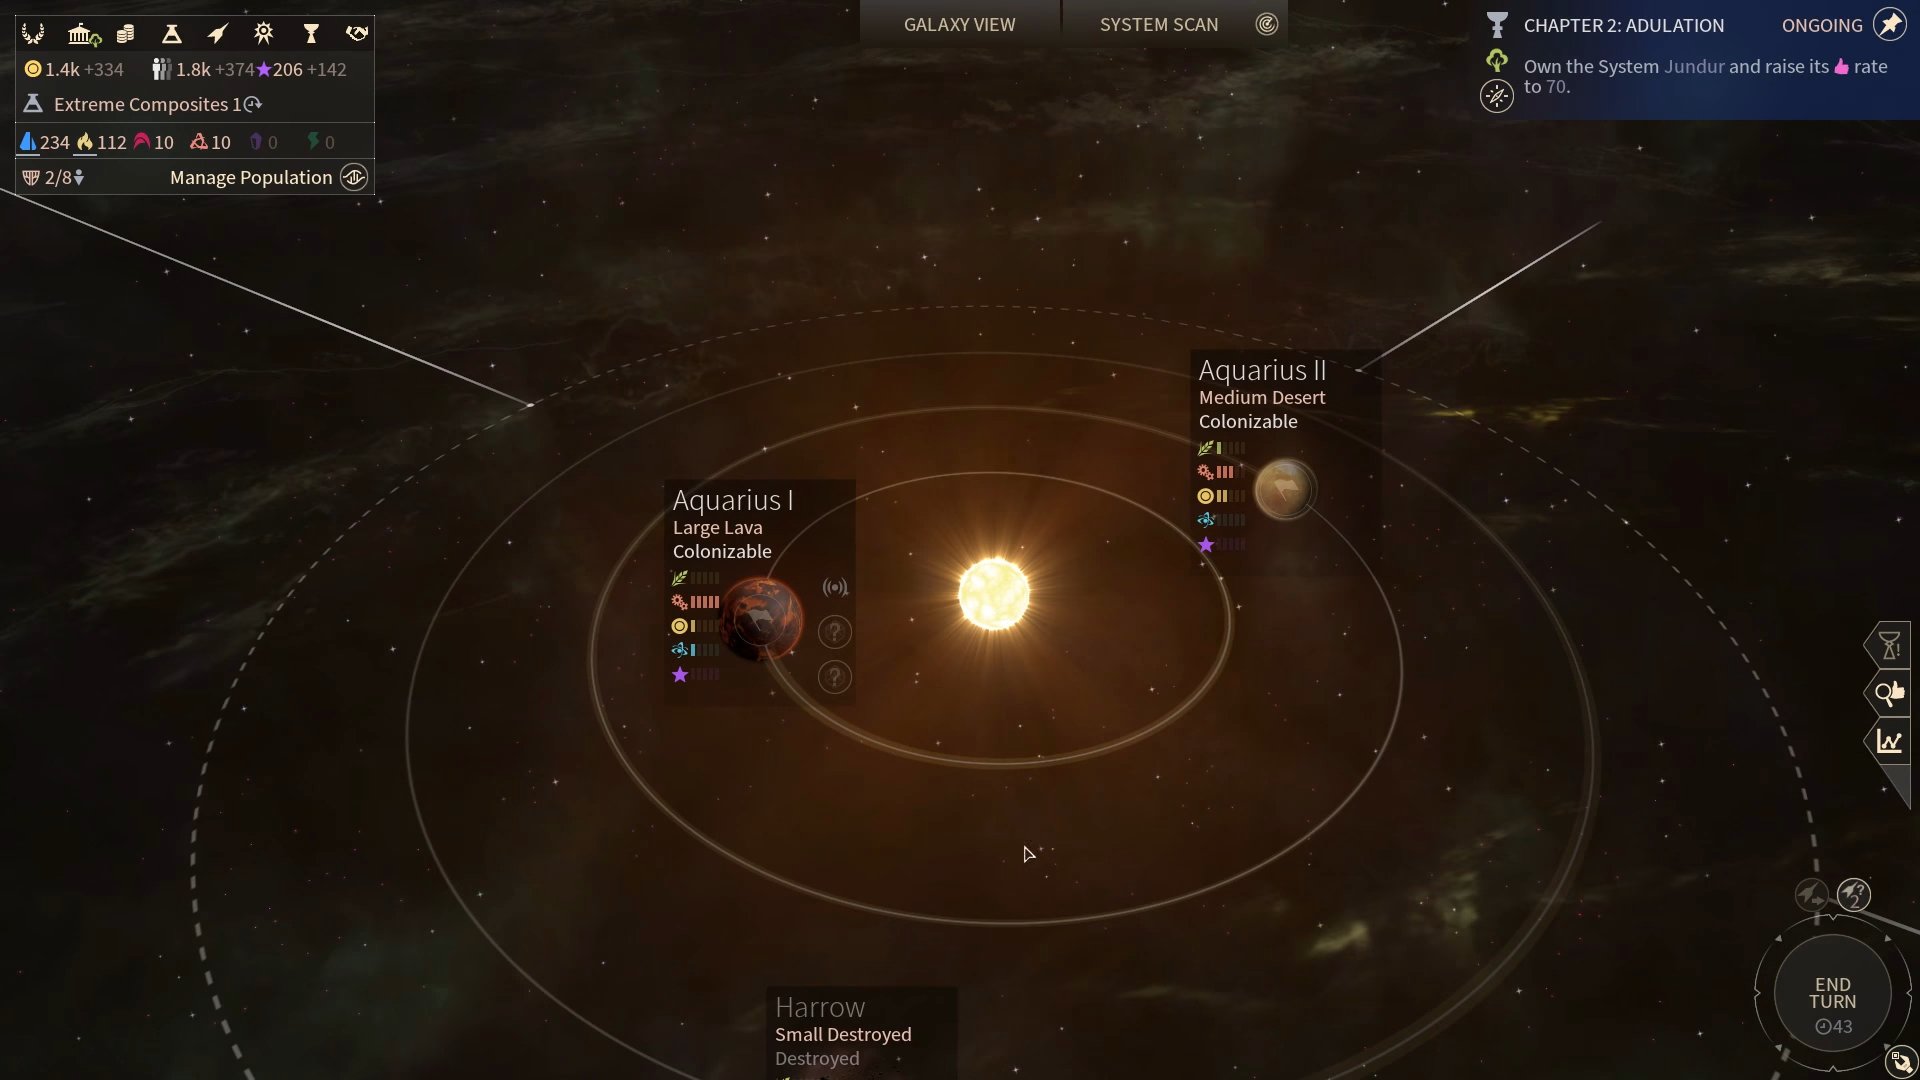 GALAXY VIEW
SYSTEM SCAN
CHAPTER 2: ADULATION
ONGOING
Own the System Jundur and raise its rate
to 70.
1.4k +334
1.8k +374
206 +142
Extreme Composites 1
234
112
10
10
0
0
2/8
Manage Population
Aquarius II
Medium Desert
Colonizable
Aquarius I
Large Lava
Colonizable
?
?
Harrow
Small Destroyed
Destroyed
!
?
2
END
TURN
43